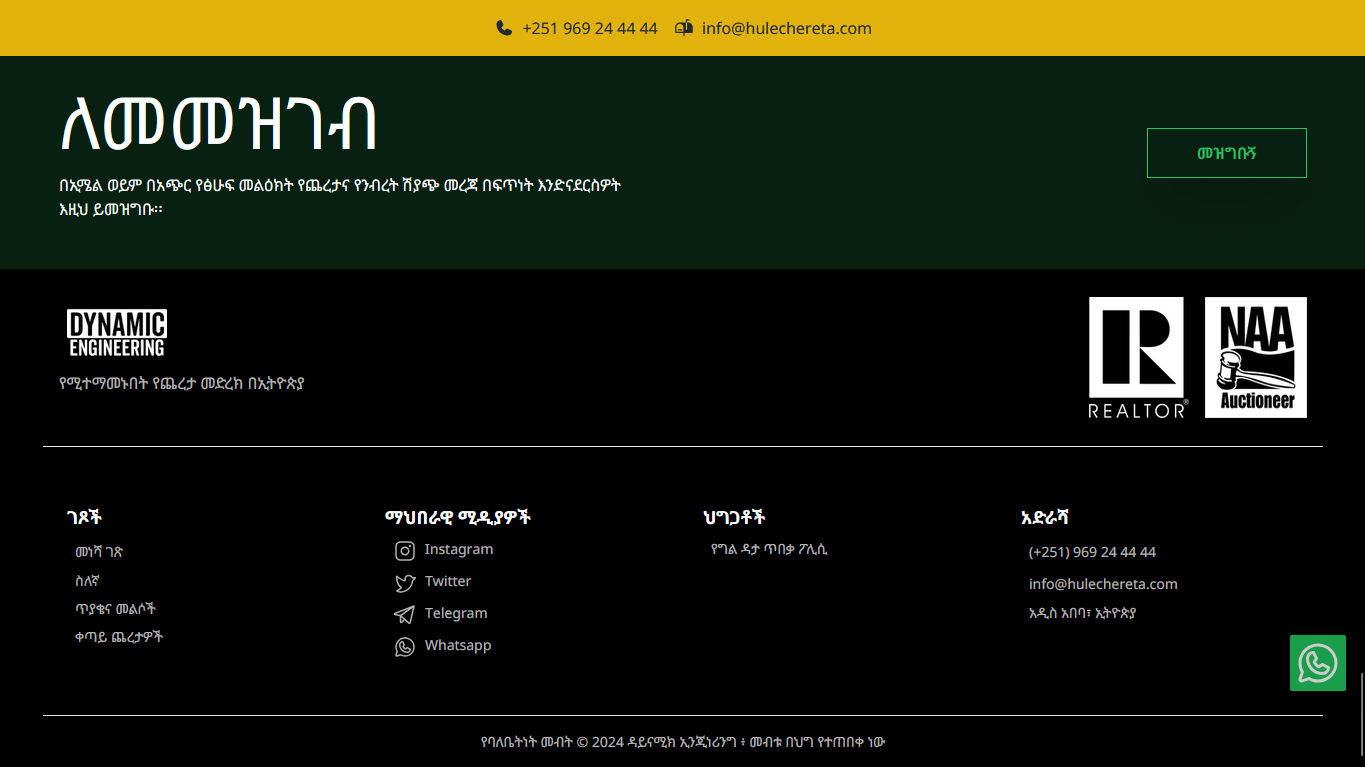 +251 969 24 44 44 info@hulechereta.com
ለመመዝገብ
በኢሜል ወይም በአጭር የፅሁፍ መልዕክት የጨረታና የንብረት ሽያጭ መረጃ በፍጥነት እንድናደርስዎት
እዚህ ይመዝግቡ፡፡
መዝግቡኝ
DYNAMIC
ENGINEERING
የሚተማመኑበት የጨረታ መድረክ በኢትዮጵያ
REALTOR®
NAA
Auctioneer
ገጾች
መነሻ ገጽ
ስለኛ
ጥያቄና መልሶች
ቀጣይ ጨረታዎች
ማህበራዊ ሚዲያዎች
Instagram
Twitter
Telegram
Whatsapp
ህግጋቶች
የግል ዳታ ጥበቃ ፖሊሲ
አድራሻ
(+251) 969 24 44 44
info@hulechereta.com
አዲስ አበባ፣ ኢትዮጵያ
የባለቤትነት መብት © 2024 ዳይናሚክ ኢንጂነሪንግ ፥ መብቱ በህግ የተጠበቀ ነው